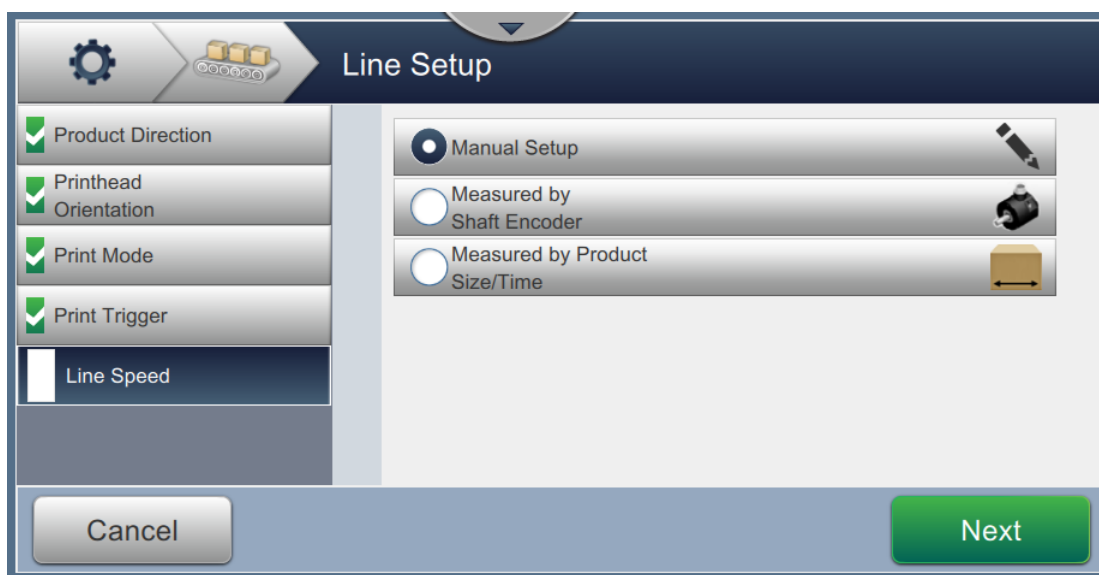 Line Setup
Product Direction
Printhead
Orientation
Print Mode
Print Trigger
Line Speed
Manual Setup
Measured by
Shaft Encoder
Measured by Product
Size/Time
Cancel
Next